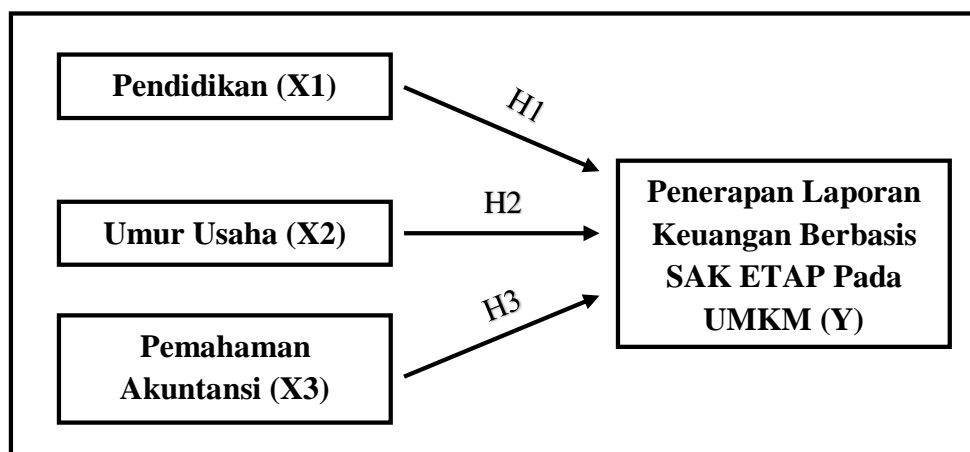 Pendidikan (X1)
H1
Umur Usaha (X2)
H2
Penerapan Laporan
Keuangan Berbasis
SAK ETAP Pada
UMKM (Y)
Pemahaman
Akuntansi (X3)
H3